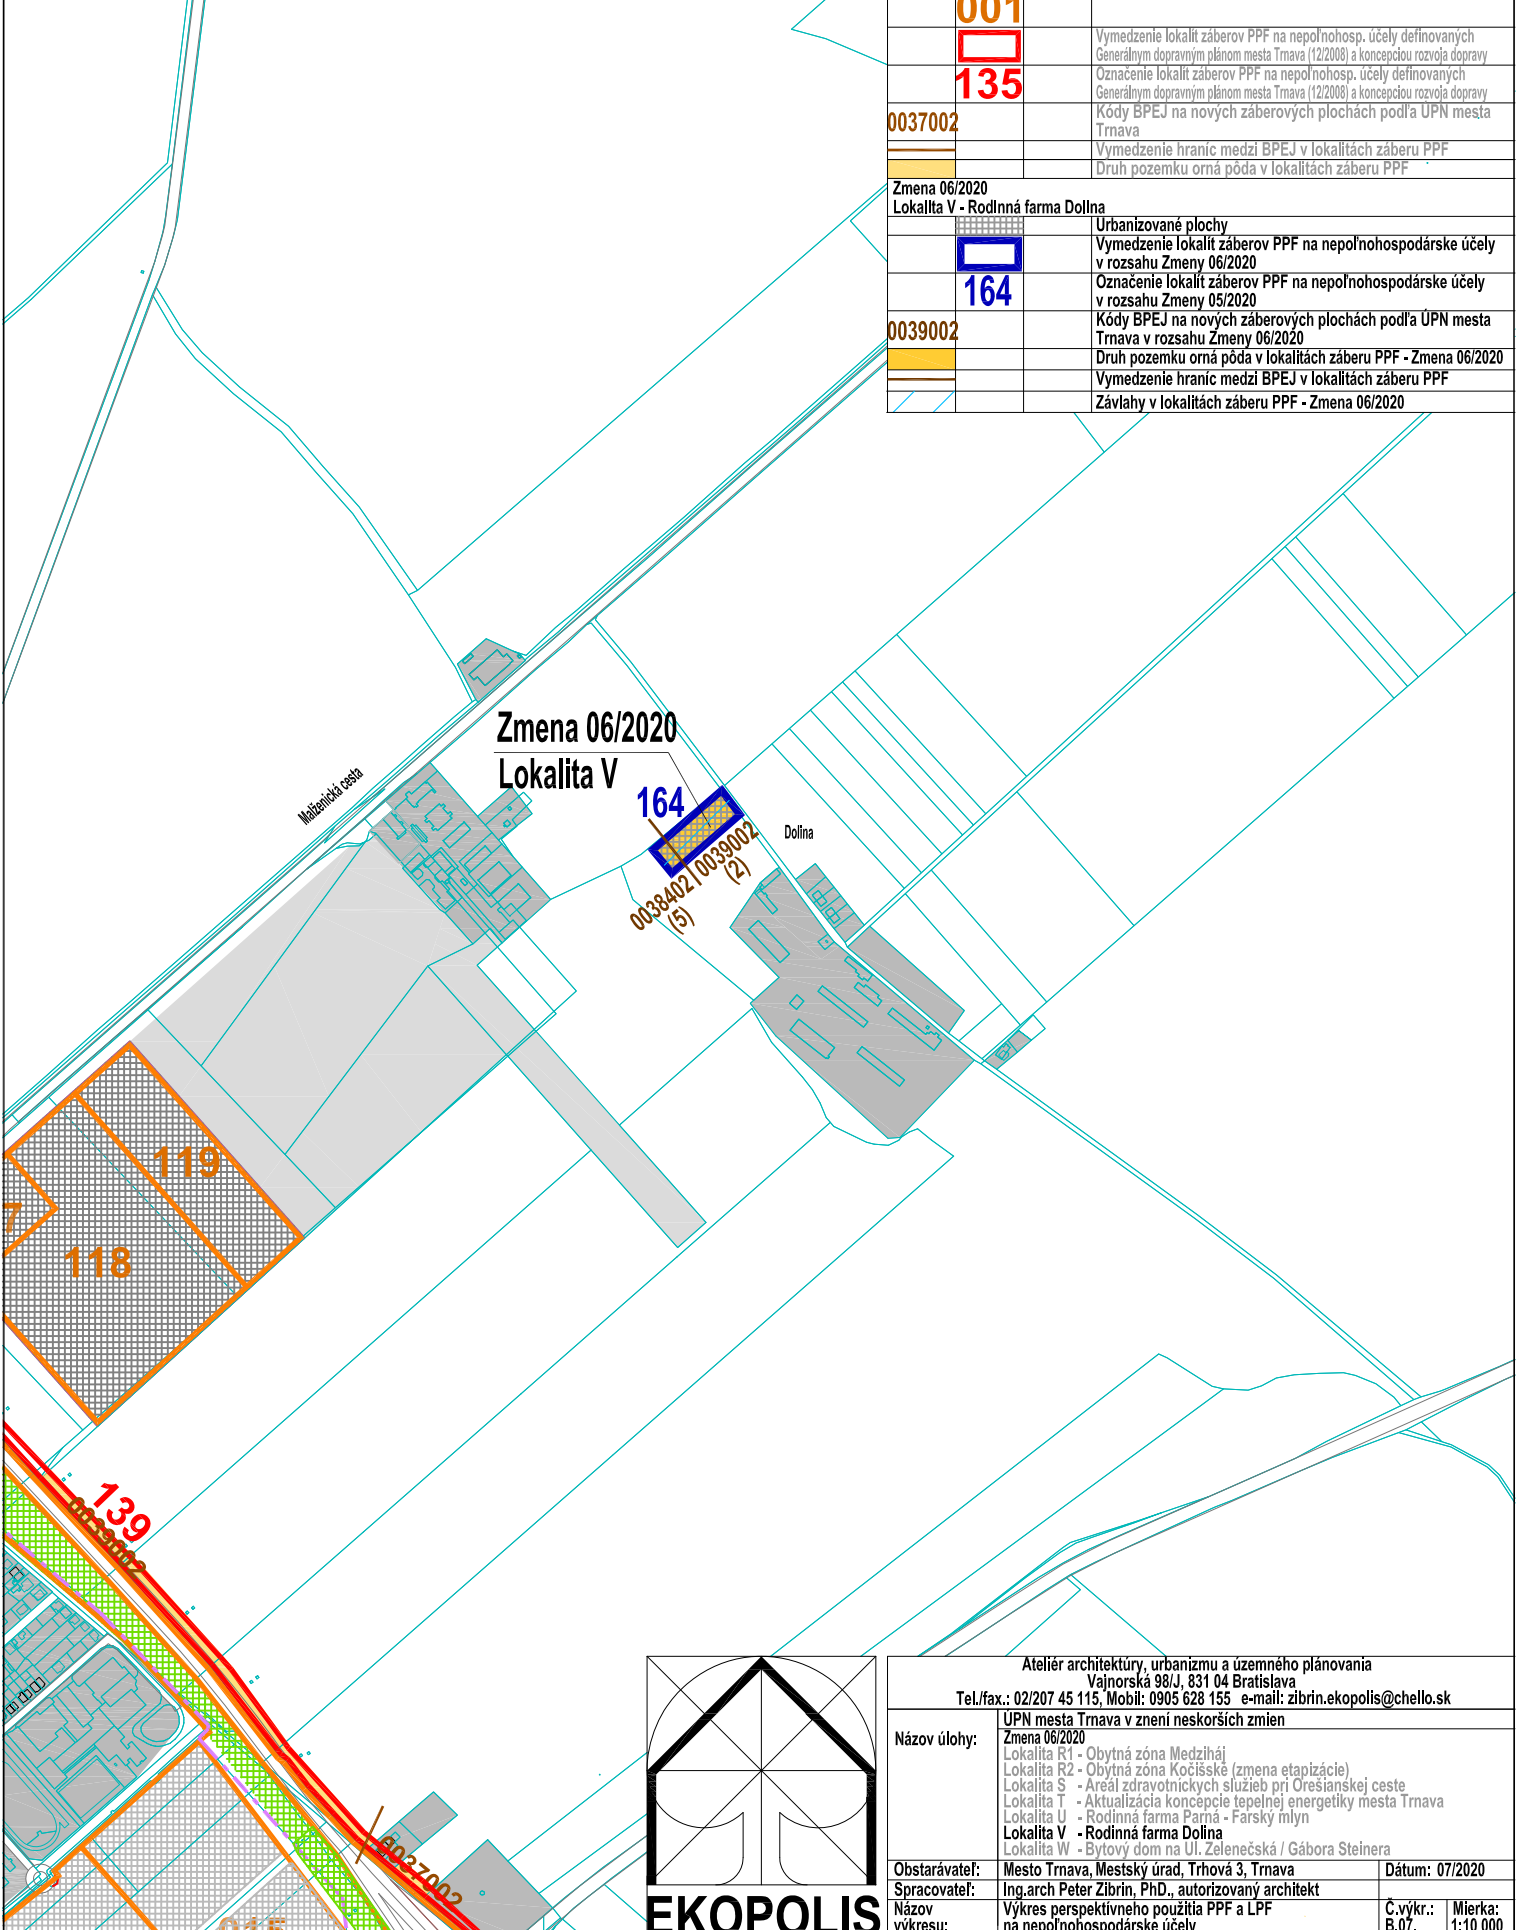 001
Vymedzenie lokalít záberov PPF na nepoľnohosp. účely definovaných
Generálnym dopravným plánom mesta Trnava (12/2008) a koncepciou rozvoja dopravy
135
Označenie lokalít záberov PPF na nepoľnohosp. účely definovaných
Generálnym dopravným plánom mesta Trnava (12/2008) a koncepciou rozvoja dopravy
0037002
Kódy BPEJ na nových záberových plochách podľa ÚPN mesta
Trnava
Vymedzenie hraníc medzi BPEJ v lokalitách záberu PPF
Druh pozemku orná pôda v lokalitách záberu PPF
Zmena 06/2020
Lokalita V - Rodinná farma Dolina
Urbanizované plochy
Vymedzenie lokalít záberov PPF na nepoľnohospodárske účely
v rozsahu Zmeny 06/2020
164
Označenie lokalít záberov PPF na nepoľnohospodárske účely
v rozsahu Zmeny 05/2020
0039002
Kódy BPEJ na nových záberových plochách podľa ÚPN mesta
Trnava v rozsahu Zmeny 06/2020
Druh pozemku orná pôda v lokalitách záberu PPF - Zmena 06/2020
Vymedzenie hraníc medzi BPEJ v lokalitách záberu PPF
Závlahy v lokalitách záberu PPF - Zmena 06/2020
Zmena 06/2020
Lokalita V
Malženická cesta
164
Dolina
0039002
(2)
0038402
(5)
119
7
118
139
0039002
0037002
Ateliér architektúry, urbanizmu a územného plánovania
Vajnorská 98/J, 831 04 Bratislava
Tel./fax.: 02/207 45 115, Mobil: 0905 628 155 e-mail: zibrin.ekopolis@chello.sk
Názov úlohy:
ÚPN mesta Trnava v znení neskorších zmien
Zmena 06/2020
Lokalita R1 - Obytná zóna Medziháj
Lokalita R2 - Obytná zóna Kočišské (zmena etapizácie)
Lokalita S - Areál zdravotníckych služieb pri Orešianskej ceste
Lokalita T - Aktualizácia koncepcie tepelnej energetiky mesta Trnava
Lokalita U - Rodinná farma Parná - Farský mlyn
Lokalita V - Rodinná farma Dolina
Lokalita W - Bytový dom na Ul. Zelenečská / Gábora Steinera
Obstarávateľ: Mesto Trnava, Mestský úrad, Trhová 3, Trnava Dátum: 07/2020
Spracovateľ: Ing.arch Peter Zibrin, PhD., autorizovaný architekt
Názov
výkresu:
Výkres perspektívneho použitia PPF a LPF
na nepoľnohospodárske účely
Č.výkr.:
B.07.
Mierka:
1:10 000
EKOPOLIS